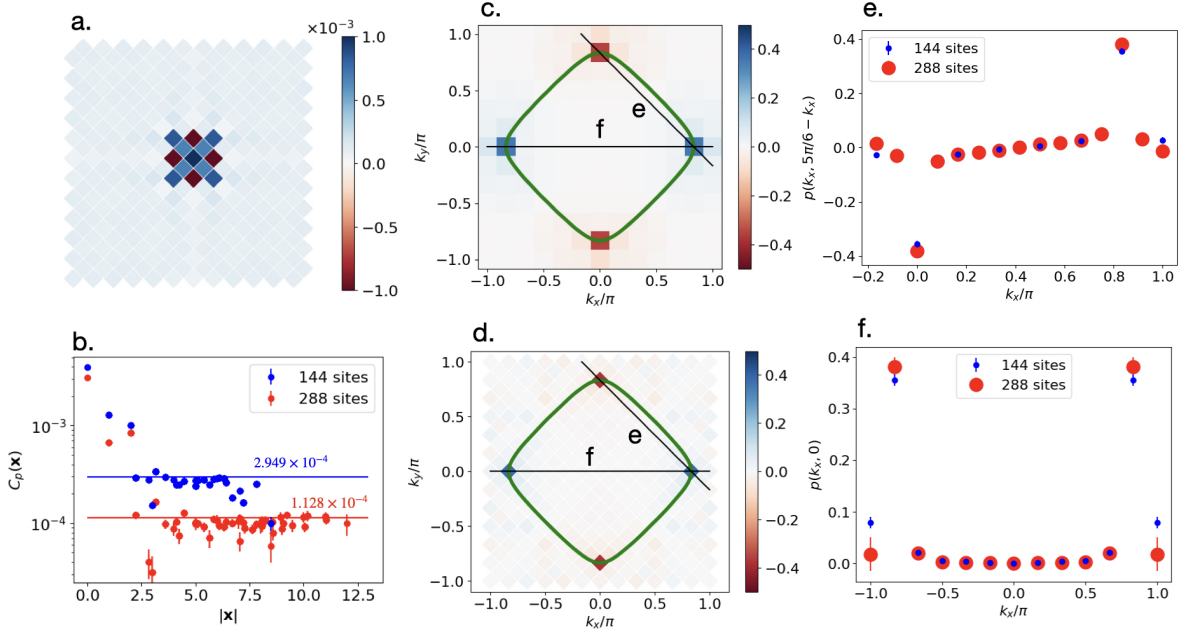 a.
×10⁻³
1.0
0.5
0.0
−0.5
−1.0
b.
144 sites
288 sites
2.949 × 10⁻⁴
1.128 × 10⁻⁴
10⁻³
10⁻⁴
C_p(x)
0.0 2.5 5.0 7.5 10.0 12.5
|x|
c.
1.0
0.5
0.0
−0.5
−1.0
k_y/π
e
f
−1.0 −0.5 0.0 0.5 1.0
k_x/π
0.4
0.2
0.0
−0.2
−0.4
d.
1.0
0.5
0.0
−0.5
−1.0
k_y/π
e
f
−1.0 −0.5 0.0 0.5 1.0
k_x/π
0.4
0.2
0.0
−0.2
−0.4
e.
144 sites
288 sites
0.4
0.2
0.0
−0.2
−0.4
p(k_x, 5π/6 − k_x)
−0.2 0.0 0.2 0.4 0.6 0.8 1.0
k_x/π
f.
144 sites
288 sites
0.4
0.3
0.2
0.1
0.0
p(k_x, 0)
−1.0 −0.5 0.0 0.5 1.0
k_x/π